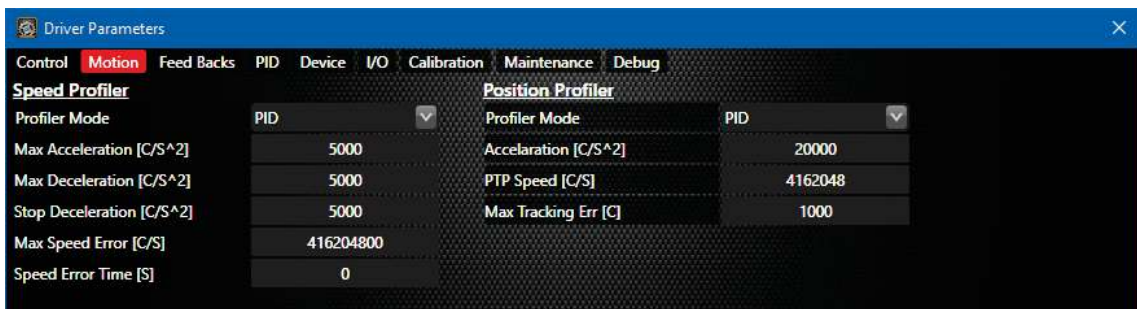 Driver Parameters
Control Motion Feed Backs PID Device I/O Calibration Maintenance Debug
Speed Profiler
Profiler Mode PID
Max Acceleration [C/S^2] 5000
Max Deceleration [C/S^2] 5000
Stop Deceleration [C/S^2] 5000
Max Speed Error [C/S] 416204800
Speed Error Time [S] 0
Position Profiler
Profiler Mode PID
Accelaration [C/S^2] 20000
PTP Speed [C/S] 4162048
Max Tracking Err [C] 1000